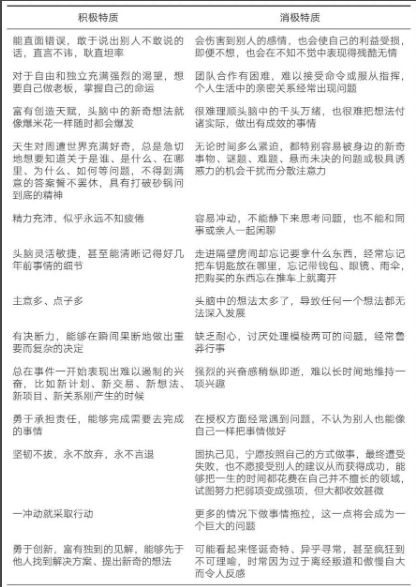 积极特质
消极特质
能直面错误，敢于说出别人不敢说的
话，直言不讳，耿直坦率
会伤害到别人的感情，也会使自己的利益受损，
即便不想，也会在不知不觉中表现得残酷无情
对于自由和独立充满强烈的渴望，想
要自己做老板，掌握自己的命运
团队合作有困难，难以接受命令或服从指挥，
个人生活中的亲密关系经常出现问题
富有创造天赋，头脑中的新奇想法就
像爆米花一样随时都会爆发
很难理顺头脑中的千头万绪，也很难把想法付
诸实际，做出有成效的事情
天生对周遭世界充满好奇，总是急切
地想要知道关于是谁、是什么、在哪
里、为什么、如何等问题，不得到满
意的答案誓不罢休，具有打破砂锅问
到底的精神
无论时间多么紧迫，都特别容易被身边的新奇
事物、谜题、难题、悬而未决的问题或极具诱
惑力的机会干扰而分散注意力
精力充沛，似乎永远不知疲倦
容易冲动，不能静下来思考问题，也不能和同
事或亲人一起闲聊
头脑灵活敏捷，甚至能清晰记得好几
年前事情的细节
走进隔壁房间却忘记要拿什么东西，经常忘记
把车钥匙放在哪里，忘记带钱包、眼镜、雨伞，
把购买的东西忘在推车上就离开
主意多、点子多
头脑中的想法太多了，导致任何一个想法都无
法深入发展
有决断力，能够在瞬间果断地做出重
要而复杂的决定
缺乏耐心，讨厌处理模棱两可的问题，经常鲁
莽行事
总在事件一开始表现出难以遏制的兴
奋，比如新计划、新交易、新想法、
新项目、新关系刚产生的时候
强烈的兴奋感稍纵即逝，难以长时间地维持一
项兴趣
勇于承担责任，能够完成需要去完成
的事情
在授权方面经常遇到问题，不认为别人也能像
自己一样把事情做好
坚韧不拔，永不放弃，永不言退
固执己见，宁愿按照自己的方式做事，最终遭受
失败，也不愿接受别人的建议从而获得成功，能
够把一生的时间都花费在自己并不擅长的领域，
试图努力把弱项变成强项，但大都收效甚微
一冲动就采取行动
更多的情况下做事情拖拉，这一点将会成为一
个巨大的问题
勇于创新，富有独到的见解，能够先于
他人找到解决方案、提出新奇的想法
可能看起来怪诞奇特、异乎寻常，甚至疯狂到
不可理喻，时常因为过于离经叛道和傲慢自大
而令人反感